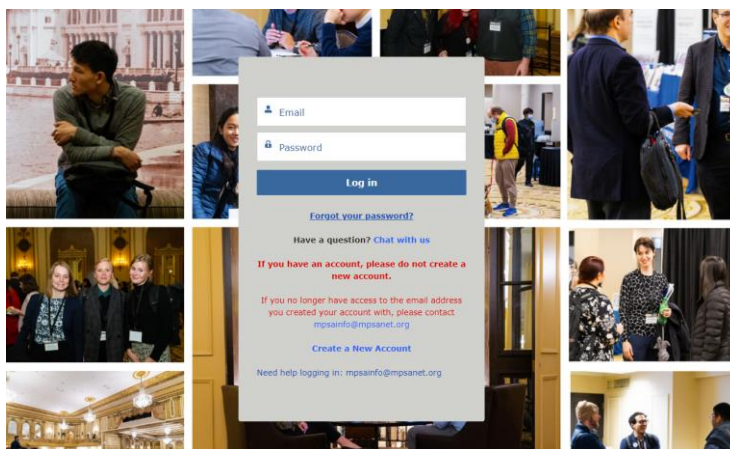 Email
Password
Log in
Forgot your password?
Have a question? Chat with us
If you have an account, please do not create a
new account.
If you no longer have access to the email address
you created your account with, please contact
mpsainfo@mpsanet.org
Create a New Account
Need help logging in: mpsainfo@mpsanet.org